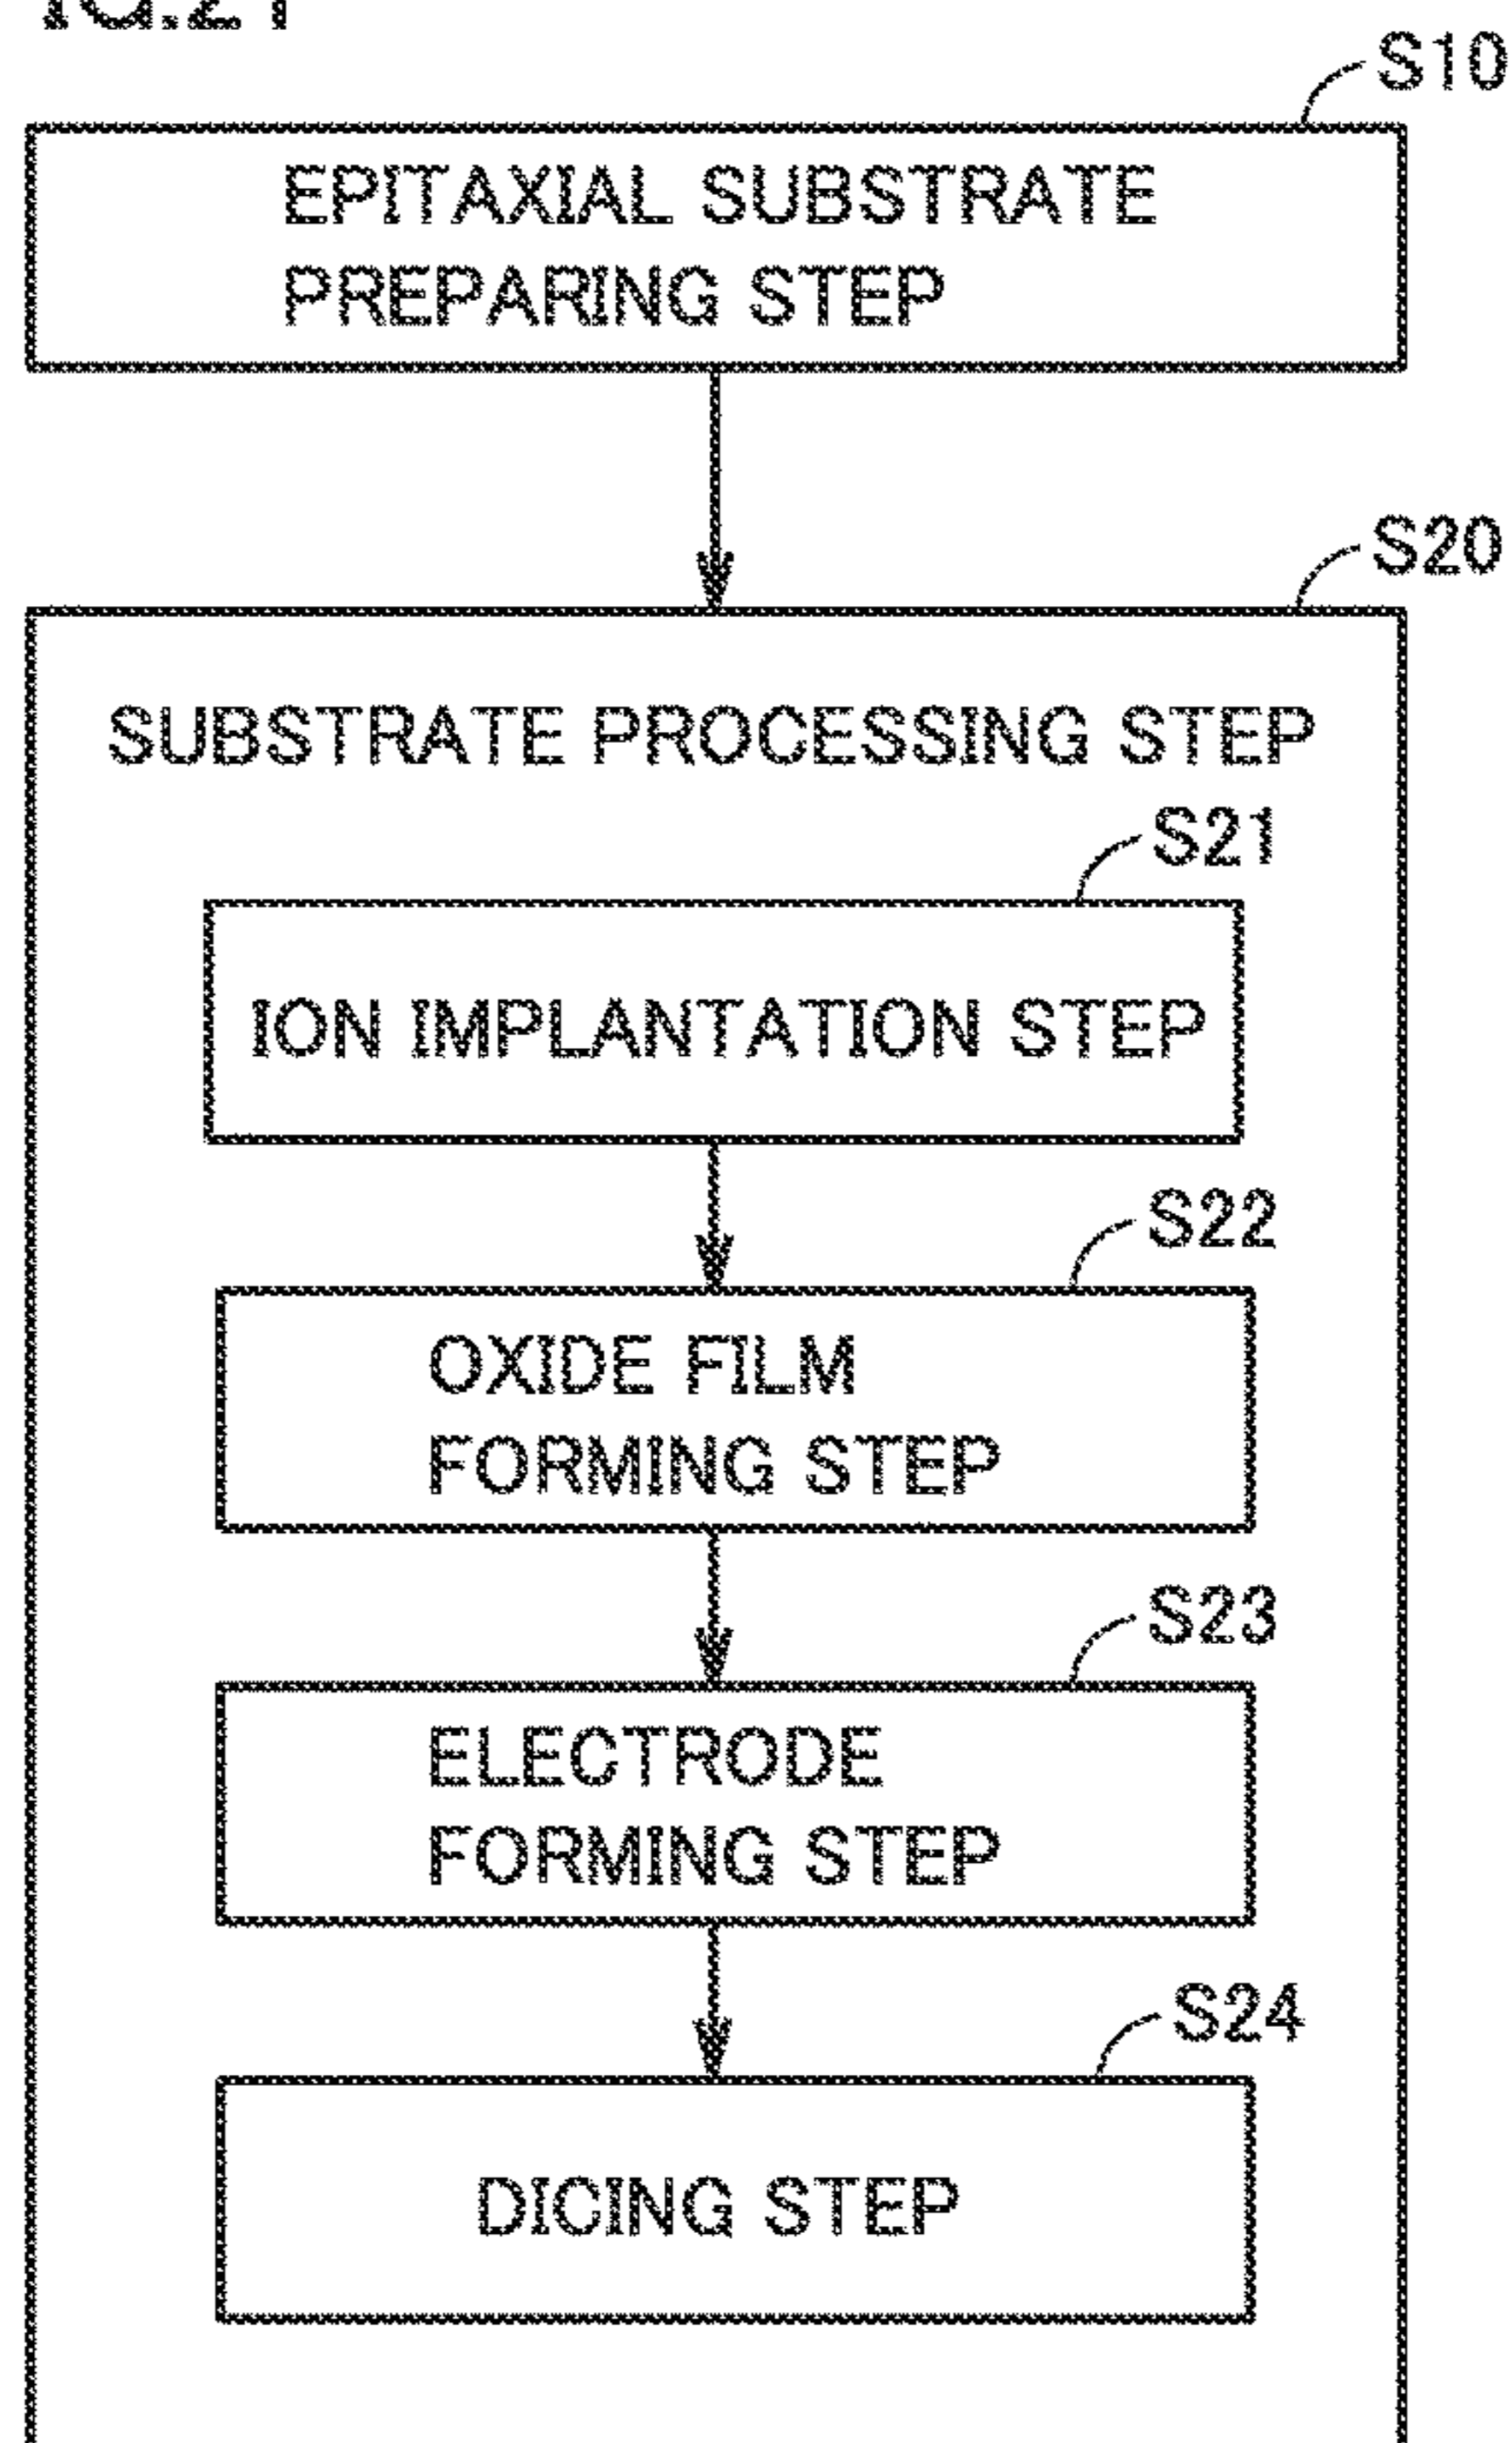 S10
EPITAXIAL SUBSTRATE
PREPARING STEP
S20
SUBSTRATE PROCESSING STEP
S21
ION IMPLANTATION STEP
S22
OXIDE FILM
FORMING STEP
S23
ELECTRODE
FORMING STEP
S24
DICING STEP